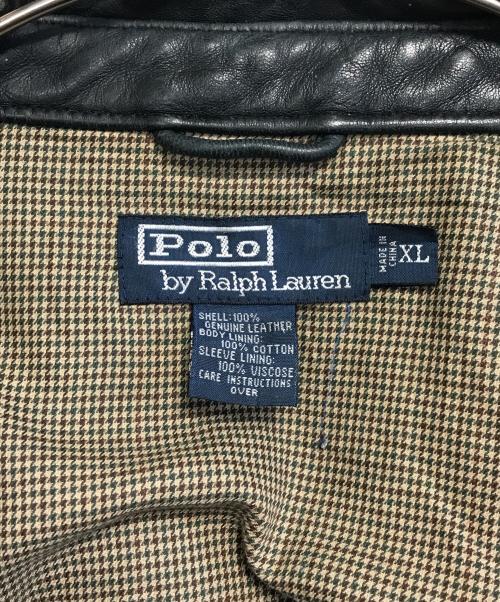 Polo
by Ralph Lauren
MADE IN
CHINA
XL
SHELL: 100%
GENUINE LEATHER
BODY LINING:
100% COTTON
SLEEVE LINING:
100% VISCOSE
CARE INSTRUCTIONS
OVER